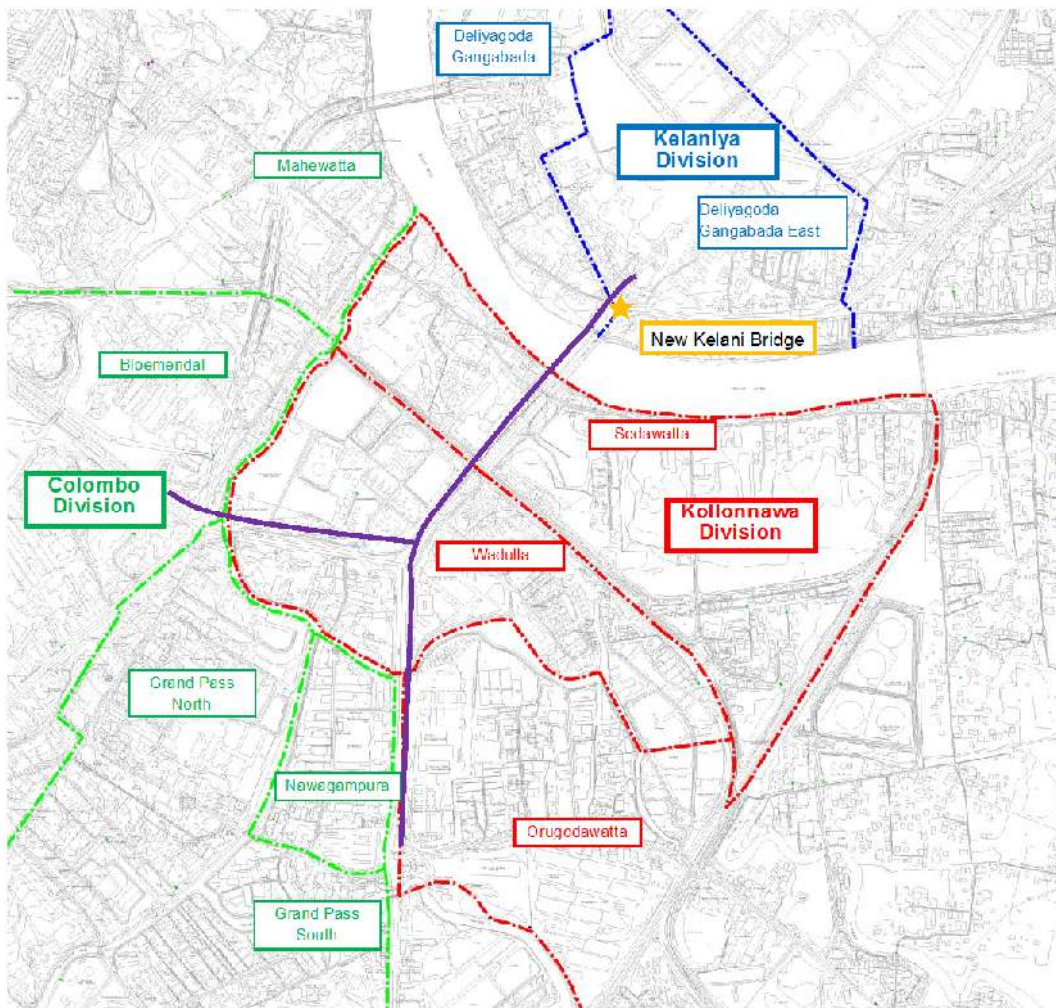 Deliyagoda
Gangabada
Kelaniya
Division
Mahewatta
Deliyagoda
Gangabada East
New Kelani Bridge
Bloemendal
Sedawatta
Colombo
Division
Kollonnawa
Division
Wadulla
Grand Pass
North
Nawagampura
Orugodawatta
Grand Pass
South